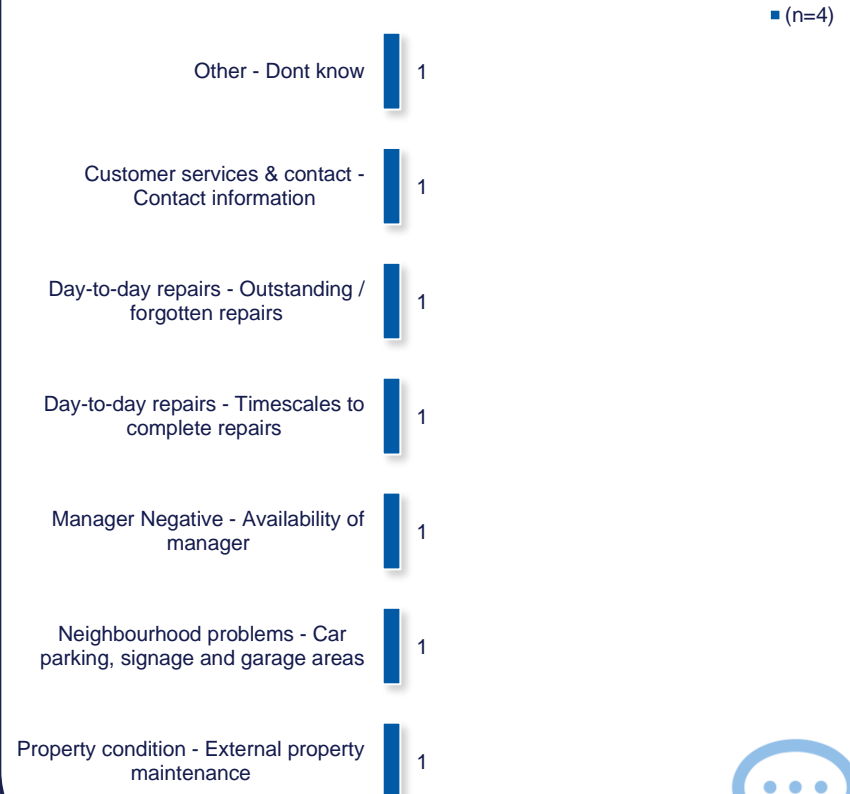 (n=4)
Other - Dont know
1
Customer services & contact -
Contact information
1
Day-to-day repairs - Outstanding /
forgotten repairs
1
Day-to-day repairs - Timescales to
complete repairs
1
Manager Negative - Availability of
manager
1
Neighbourhood problems - Car
parking, signage and garage areas
1
Property condition - External property
maintenance
1